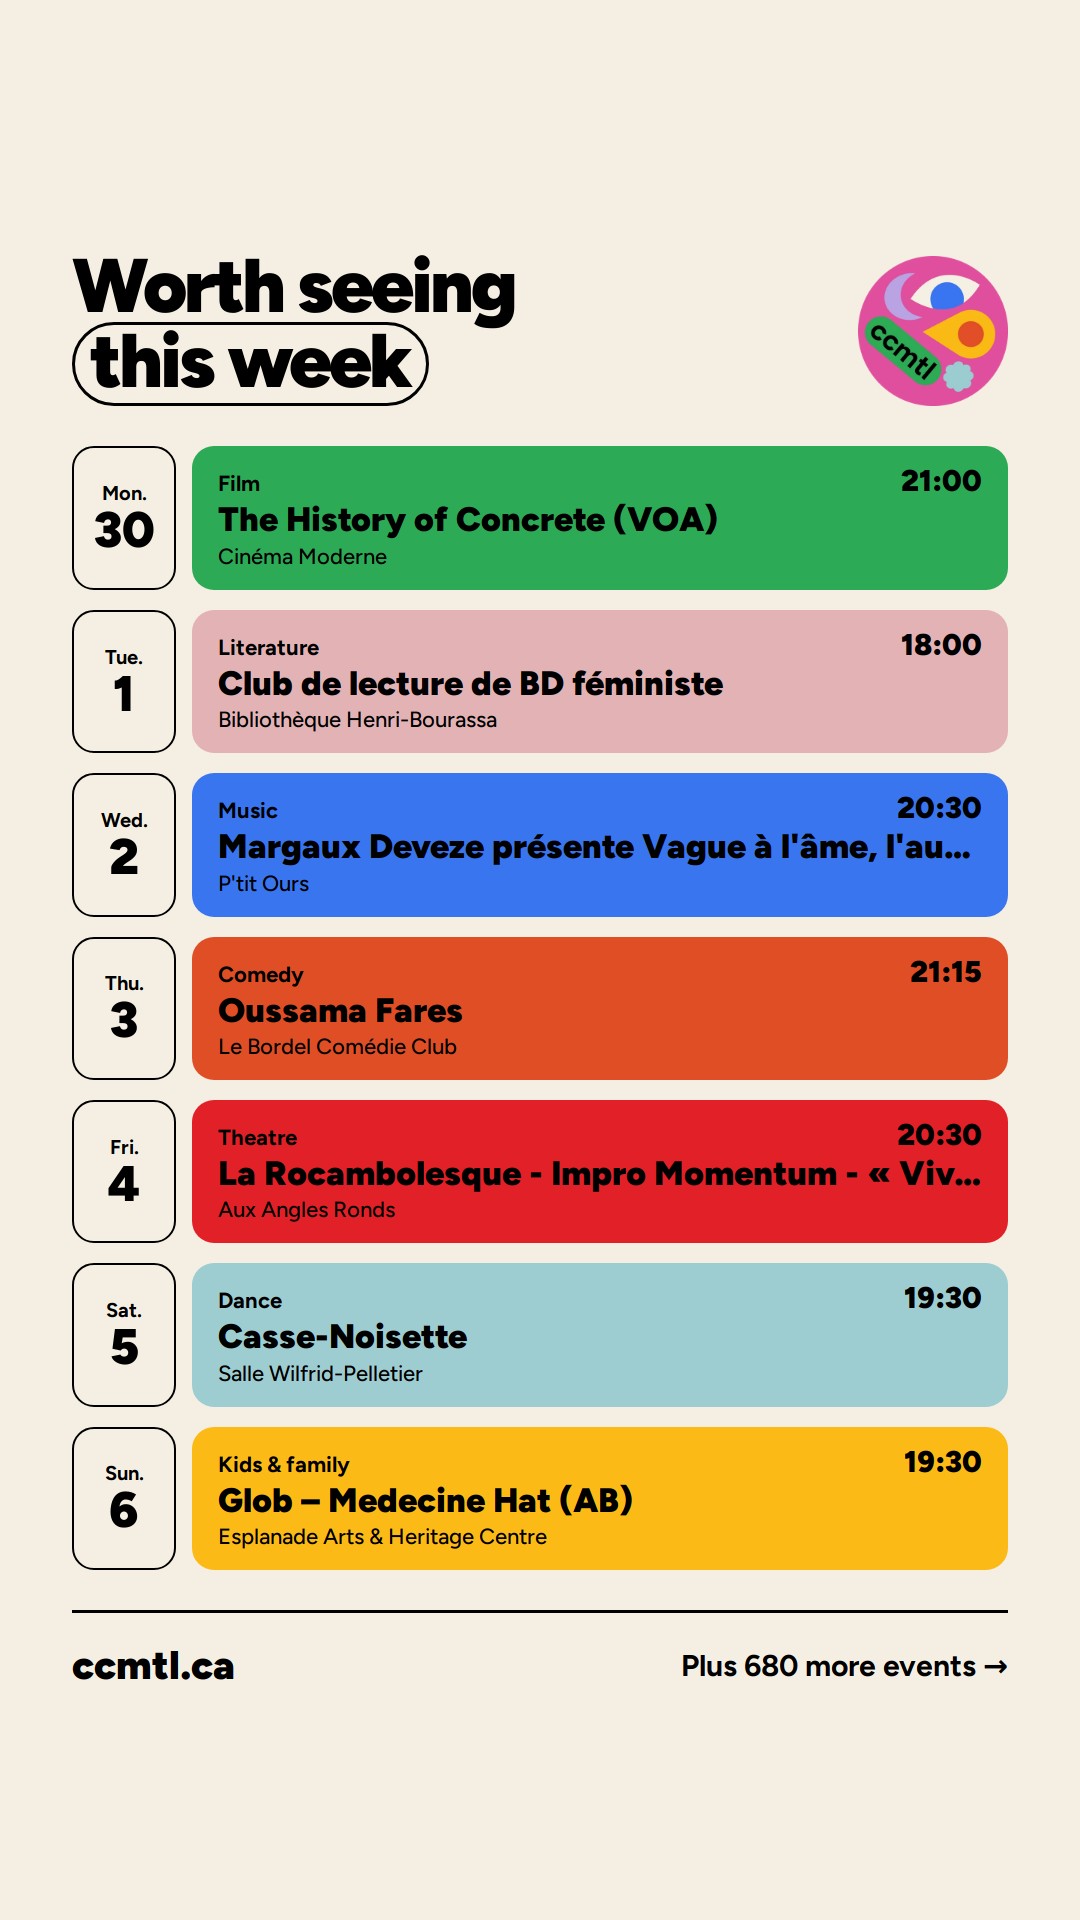 Worth seeing
this week
ccmtl
Mon.
30
Film
21:00
The History of Concrete (VOA)
Cinéma Moderne
Tue.
1
Literature
18:00
Club de lecture de BD féministe
Bibliothèque Henri-Bourassa
Wed.
2
Music
20:30
Margaux Deveze présente Vague à l'âme, l'au...
P'tit Ours
Thu.
3
Comedy
21:15
Oussama Fares
Le Bordel Comédie Club
Fri.
4
Theatre
20:30
La Rocambolesque - Impro Momentum - « Viv...
Aux Angles Ronds
Sat.
5
Dance
19:30
Casse-Noisette
Salle Wilfrid-Pelletier
Sun.
6
Kids & family
19:30
Glob – Medecine Hat (AB)
Esplanade Arts & Heritage Centre
ccmtl.ca
Plus 680 more events →